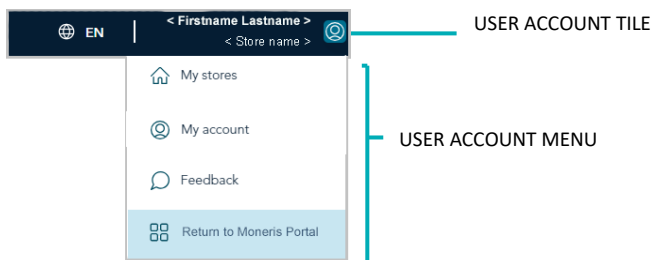 EN
< Firstname Lastname >
< Store name >
USER ACCOUNT TILE
My stores
My account
Feedback
Return to Moneris Portal
USER ACCOUNT MENU